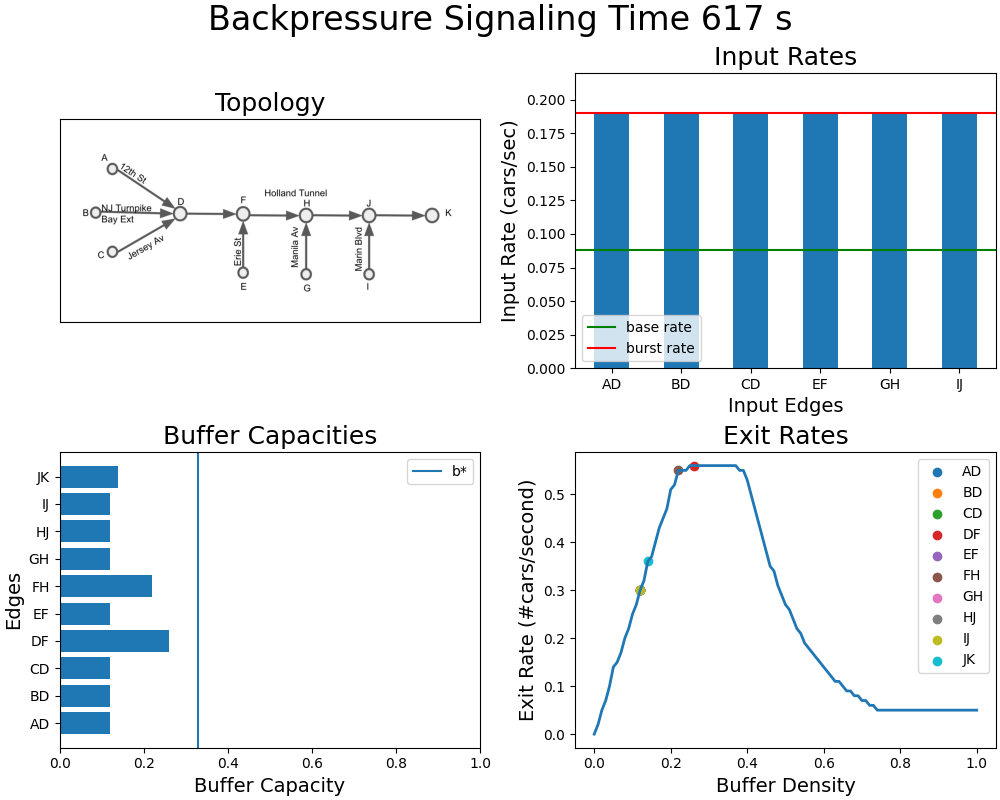 Backpressure Signaling Time 617 s
Topology
A
12th St
B
NJ Turnpike
Bay Ext
C
Jersey Av
D
F
Holland Tunnel
H
J
K
Erie St
Manila Av
Marin Blvd
E
G
I
Input Rates
Input Rate (cars/sec)
0.200
0.175
0.150
0.125
0.100
0.075
0.050
0.025
0.000
base rate
burst rate
AD BD CD EF GH IJ
Input Edges
Buffer Capacities
Edges
b*
JK
IJ
HJ
GH
FH
EF
DF
CD
BD
AD
0.0 0.2 0.4 0.6 0.8 1.0
Buffer Capacity
Exit Rates
Exit Rate (#cars/second)
0.5
0.4
0.3
0.2
0.1
0.0
AD
BD
CD
DF
EF
FH
GH
HJ
IJ
JK
0.0 0.2 0.4 0.6 0.8 1.0
Buffer Density